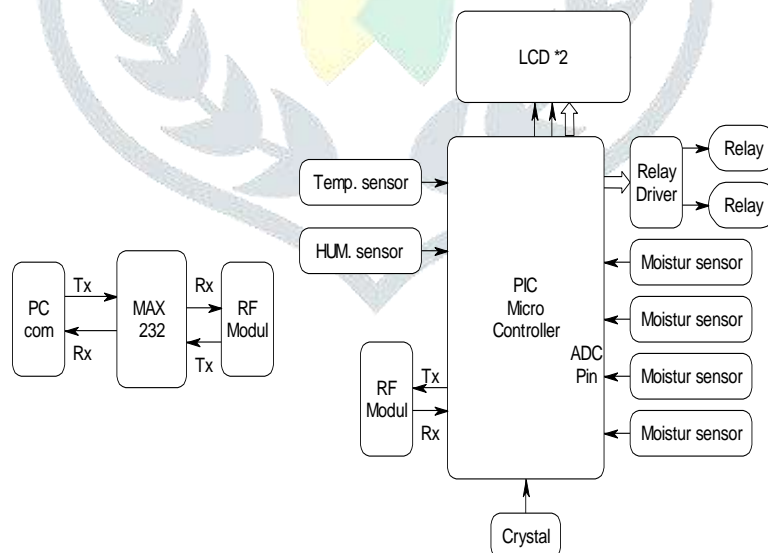 LCD *2
Temp. sensor
HUM. sensor
Relay
Driver
Relay
Relay
PIC
Micro
Controller
ADC
Pin
Moistur sensor
Moistur sensor
Moistur sensor
Moistur sensor
PC
com
Tx
Rx
MAX
232
Rx
Tx
RF
Modul
RF
Modul
Tx
Rx
Crystal